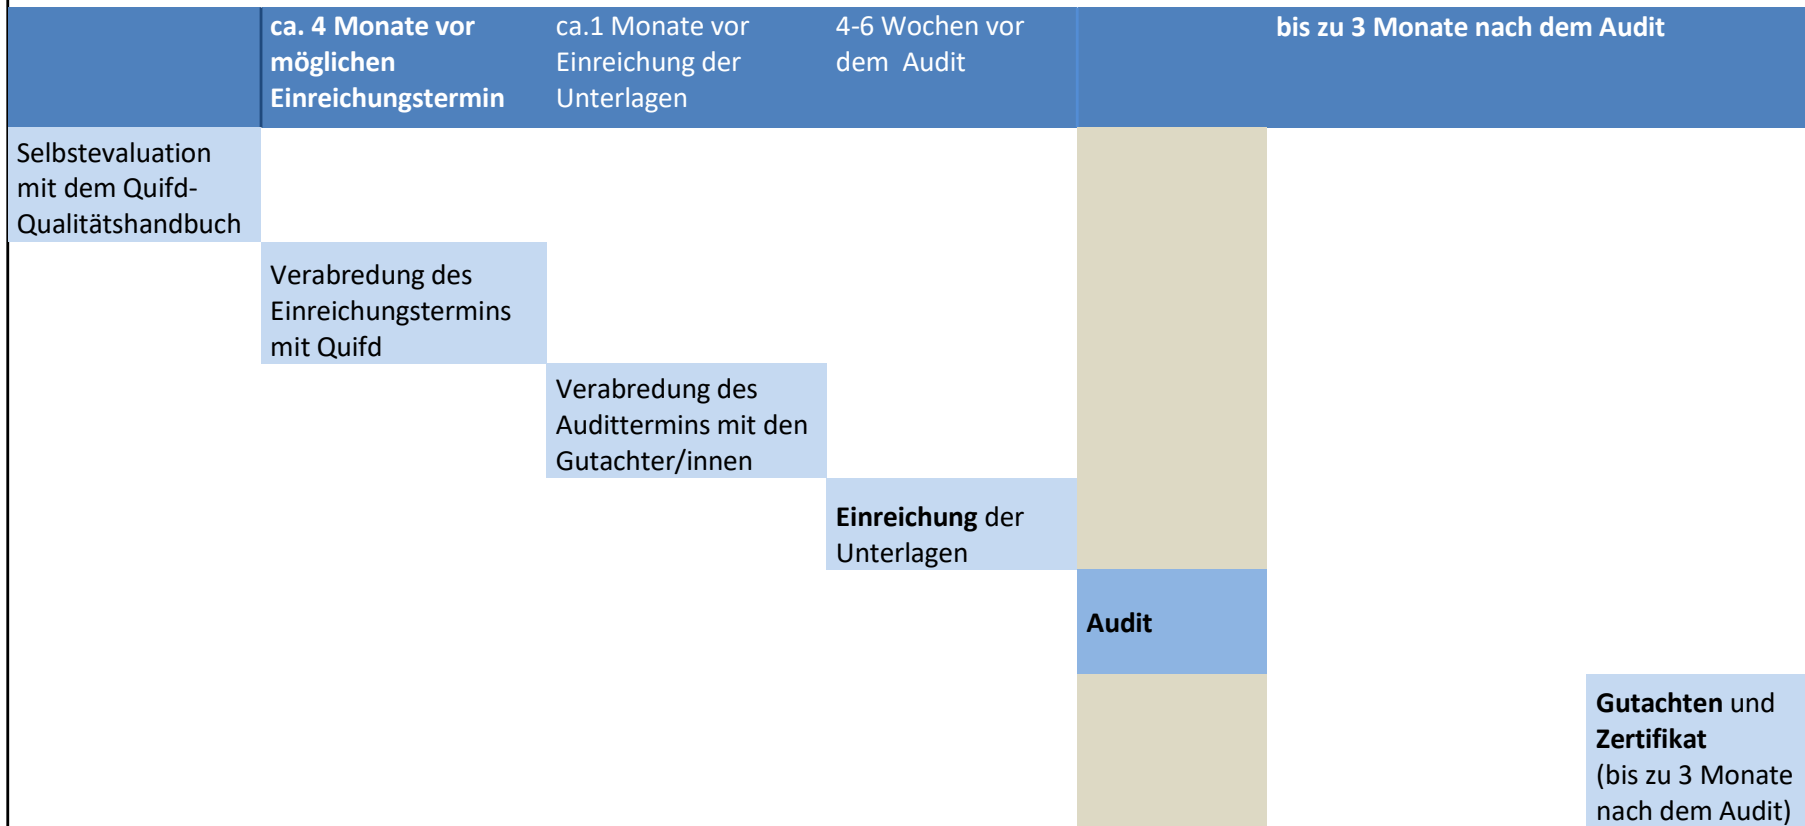 ca. 4 Monate vor
möglichen
Einreichungstermin
ca.1 Monate vor
Einreichung der
Unterlagen
4-6 Wochen vor
dem  Audit
bis zu 3 Monate nach dem Audit
Selbstevaluation
mit dem Quifd-
Qualitätshandbuch
Verabredung des
Einreichungstermins
mit Quifd
Verabredung des
Audittermins mit den
Gutachter/innen
Einreichung der
Unterlagen
Audit
Gutachten und
Zertifikat
(bis zu 3 Monate
nach dem Audit)